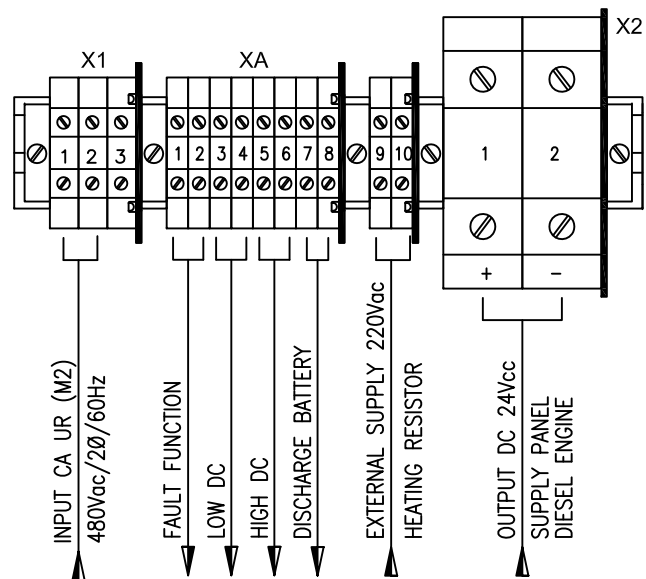 X1
XA
X2
1 2 3
1 2 3 4 5 6 7 8
9 10
1 2
+ -
INPUT CA UR (M2)
480Vac/2Ø/60Hz
FAULT FUNCTION
LOW DC
HIGH DC
DISCHARGE BATTERY
EXTERNAL SUPPLY 220Vac
HEATING RESISTOR
OUTPUT DC 24Vcc
SUPPLY PANEL
DIESEL ENGINE